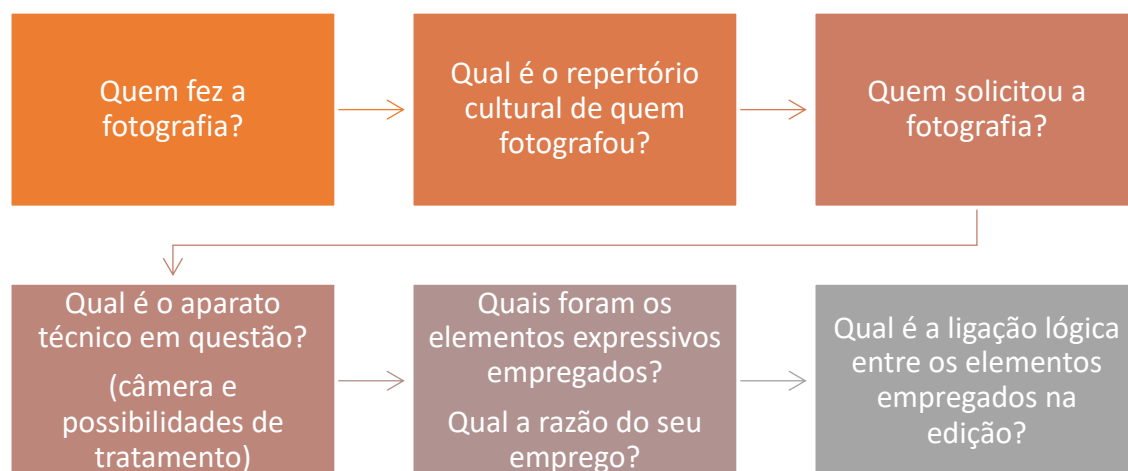 Quem fez a
fotografia?
Qual é o repertório
cultural de quem
fotografou?
Quem solicitou a
fotografia?
Qual é o aparato
técnico em questão?
(câmera e
possibilidades de
tratamento)
Quais foram os
elementos expressivos
empregados?
Qual a razão do seu
emprego?
Qual é a ligação lógica
entre os elementos
empregados na
edição?